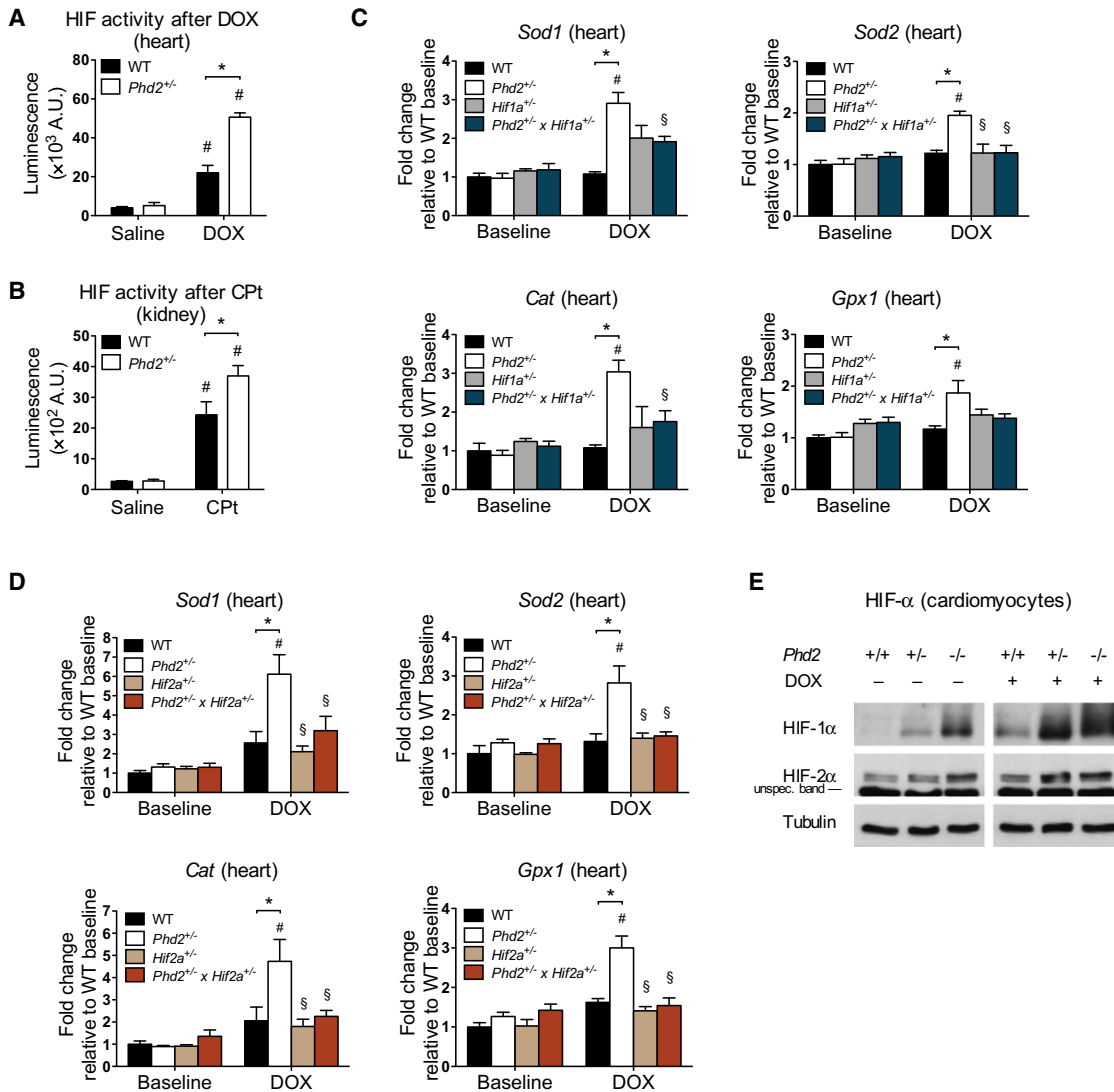 A
HIF activity after DOX
(heart)
Luminescence
(×10³ A.U.)
80
60
40
20
0
WT
Phd2+/-
*
#
#
Saline
DOX
B
HIF activity after CPt
(kidney)
Luminescence
(×10² A.U.)
50
40
30
20
10
0
WT
Phd2+/-
*
#
#
Saline
CPt
C
Sod1 (heart)
Fold change
relative to WT baseline
4
3
2
1
0
WT
Phd2+/-
Hif1a+/-
Phd2+/- x Hif1a+/-
*
#
§
Baseline
DOX
Sod2 (heart)
Fold change
relative to WT baseline
3
2
1
0
WT
Phd2+/-
Hif1a+/-
Phd2+/- x Hif1a+/-
*
#
§
§
Baseline
DOX
Cat (heart)
Fold change
relative to WT baseline
4
3
2
1
0
WT
Phd2+/-
Hif1a+/-
Phd2+/- x Hif1a+/-
*
#
§
Baseline
DOX
Gpx1 (heart)
Fold change
relative to WT baseline
3
2
1
0
WT
Phd2+/-
Hif1a+/-
Phd2+/- x Hif1a+/-
*
#
Baseline
DOX
D
Sod1 (heart)
Fold change
relative to WT baseline
8
7
6
5
4
3
2
1
0
WT
Phd2+/-
Hif2a+/-
Phd2+/- x Hif2a+/-
*
#
§
§
Baseline
DOX
Sod2 (heart)
Fold change
relative to WT baseline
4
3
2
1
0
WT
Phd2+/-
Hif2a+/-
Phd2+/- x Hif2a+/-
*
#
§
§
Baseline
DOX
Cat (heart)
Fold change
relative to WT baseline
7
6
5
4
3
2
1
0
WT
Phd2+/-
Hif2a+/-
Phd2+/- x Hif2a+/-
*
#
§
§
Baseline
DOX
Gpx1 (heart)
Fold change
relative to WT baseline
4
3
2
1
0
WT
Phd2+/-
Hif2a+/-
Phd2+/- x Hif2a+/-
*
#
§
§
Baseline
DOX
E
HIF-α (cardiomyocytes)
Phd2 +/+ +/- -/- +/+ +/- -/-
DOX – – – + + +
HIF-1α
HIF-2α
unspec. band —
Tubulin